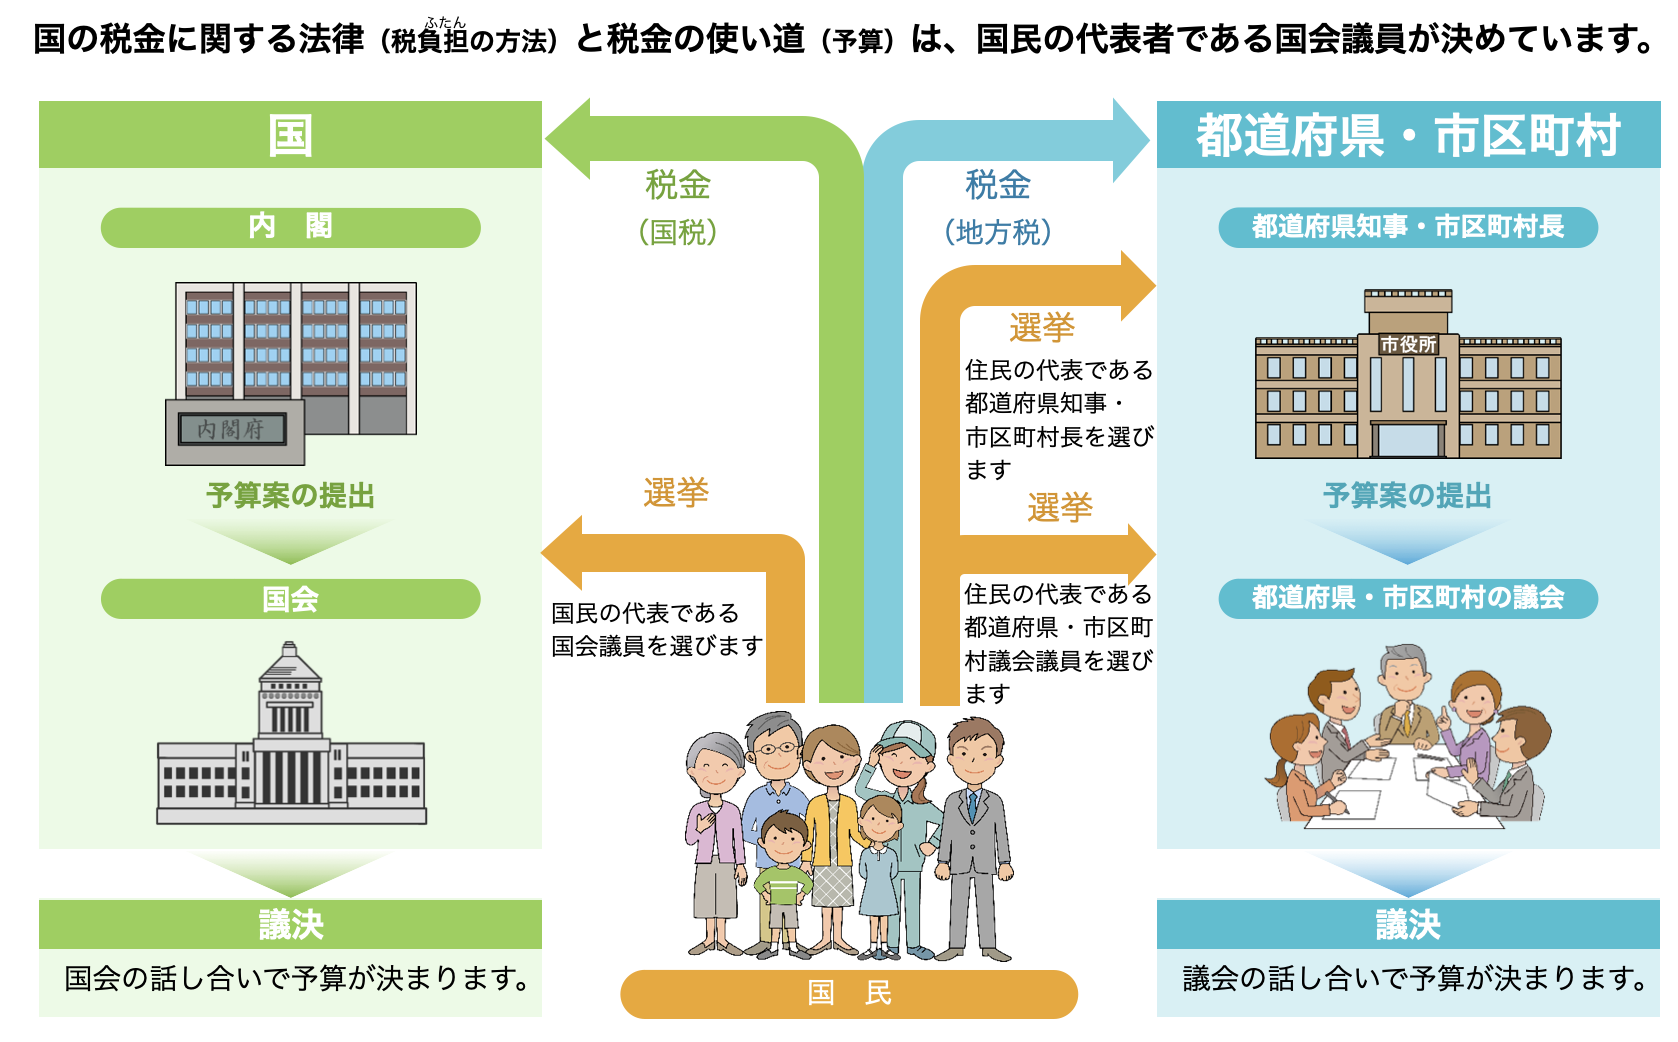 ふたん
国の税金に関する法律（税負担の方法）と税金の使い道（予算）は、国民の代表者である国会議員が決めています。
国
内　閣
内閣府
予算案の提出
国会
議決
国会の話し合いで予算が決まります。
税金
（国税）
選挙
国民の代表である
国会議員を選びます
税金
（地方税）
選挙
住民の代表である
都道府県知事・
市区町村長を選び
ます
選挙
住民の代表である
都道府県・市区町
村議会議員を選び
ます
国　民
都道府県・市区町村
都道府県知事・市区町村長
市役所
予算案の提出
都道府県・市区町村の議会
議決
議会の話し合いで予算が決まります。